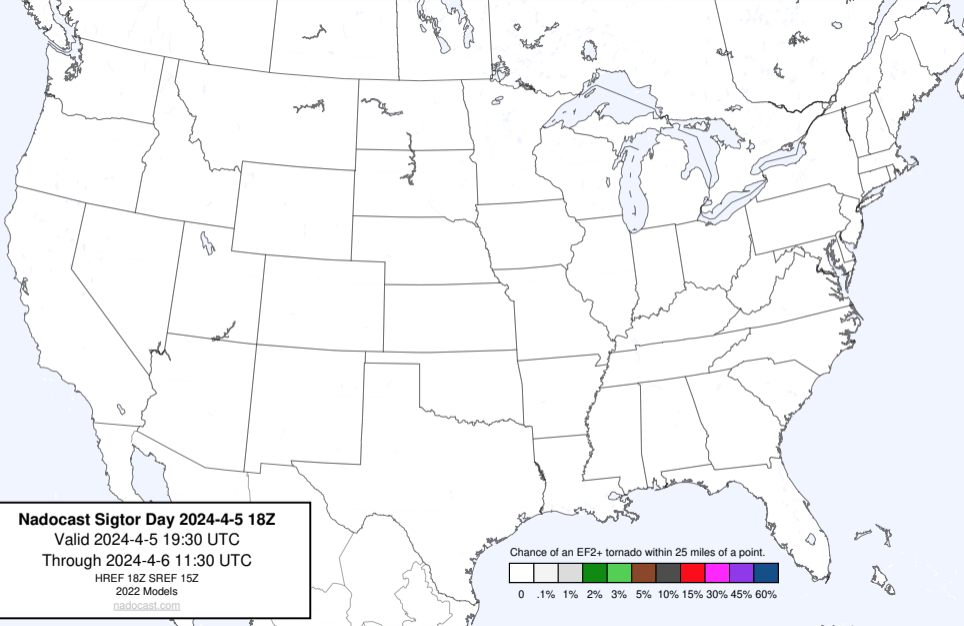 Nadocast Sigtor Day 2024-4-5 18Z
Valid 2024-4-5 19:30 UTC
Through 2024-4-6 11:30 UTC
HREF 18Z SREF 15Z
2022 Models
nadocast.com
Chance of an EF2+ tornado within 25 miles of a point.
0 .1% 1% 2% 3% 5% 10% 15% 30% 45% 60%